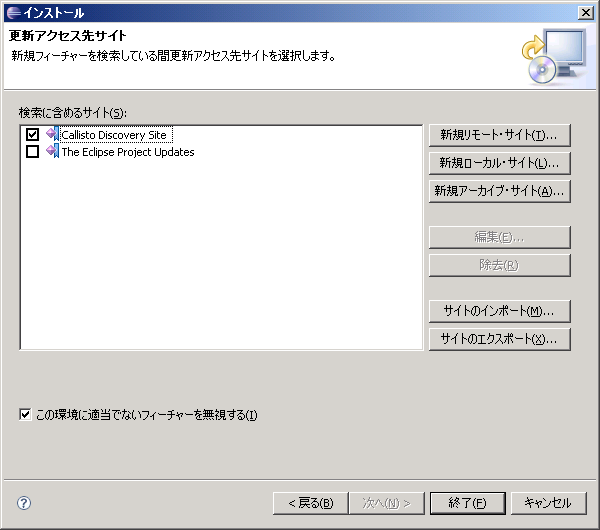 インストール
更新アクセス先サイト
新規フィーチャーを検索している間更新アクセス先サイトを選択します。
検索に含めるサイト(S):
Callisto Discovery Site
The Eclipse Project Updates
新規リモート・サイト(T)...
新規ローカル・サイト(L)...
新規アーカイブ・サイト(A)...
編集(E)...
除去(R)
サイトのインポート(M)...
サイトのエクスポート(X)...
この環境に適当でないフィーチャーを無視する(I)
< 戻る(B)
次へ(N) >
終了(F)
キャンセル